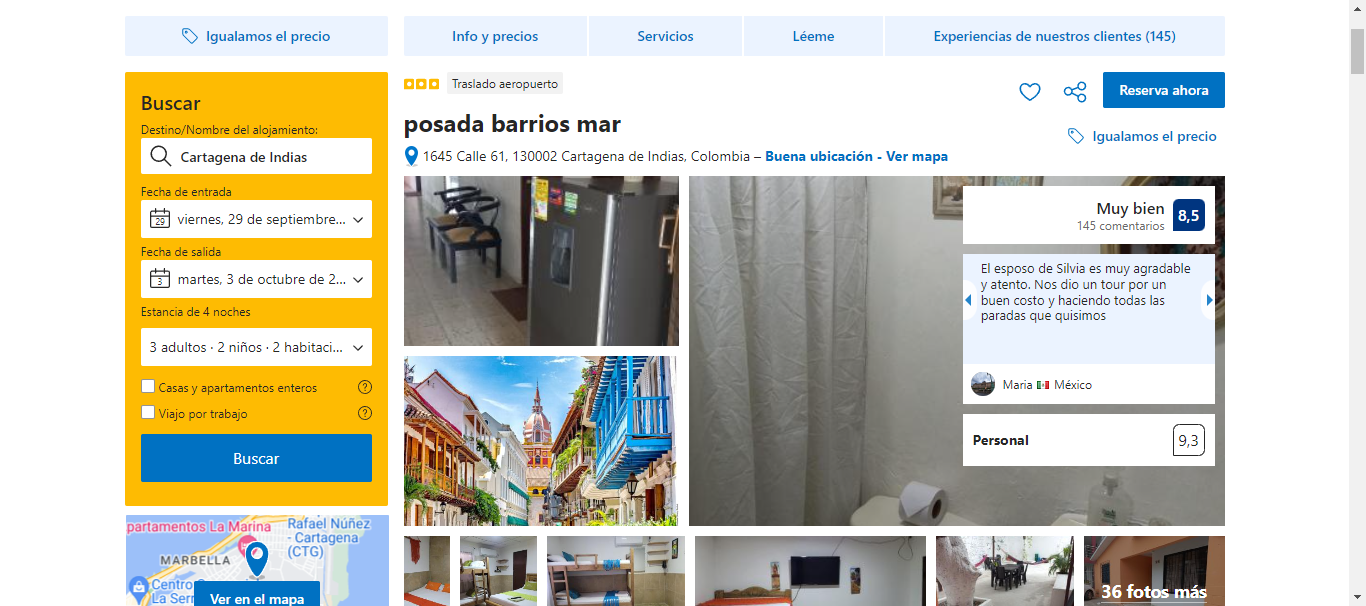 Igualamos el precio
Info y precios
Servicios
Léeme
Experiencias de nuestros clientes (145)
Buscar
Destino/Nombre del alojamiento:
Cartagena de Indias
Fecha de entrada
29
viernes, 29 de septiembre...
Fecha de salida
3
martes, 3 de octubre de 2...
Estancia de 4 noches
3 adultos · 2 niños · 2 habitaci...
Casas y apartamentos enteros
Viajo por trabajo
Buscar
Traslado aeropuerto
Reserva ahora
posada barrios mar
Igualamos el precio
1645 Calle 61, 130002 Cartagena de Indias, Colombia – Buena ubicación - Ver mapa
Muy bien
145 comentarios
8,5
El esposo de Silvia es muy agradable
y atento. Nos dio un tour por un
buen costo y haciendo todas las
paradas que quisimos
Maria México
Personal
9,3
partamentos La Marina
Rafael Núñez
- Cartagena
(CTG)
MARBELLA
Centro
La Serr
Ver en el mapa
36 fotos más